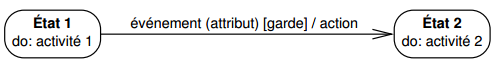 État 1
do: activité 1
événement (attribut) [garde] / action
État 2
do: activité 2